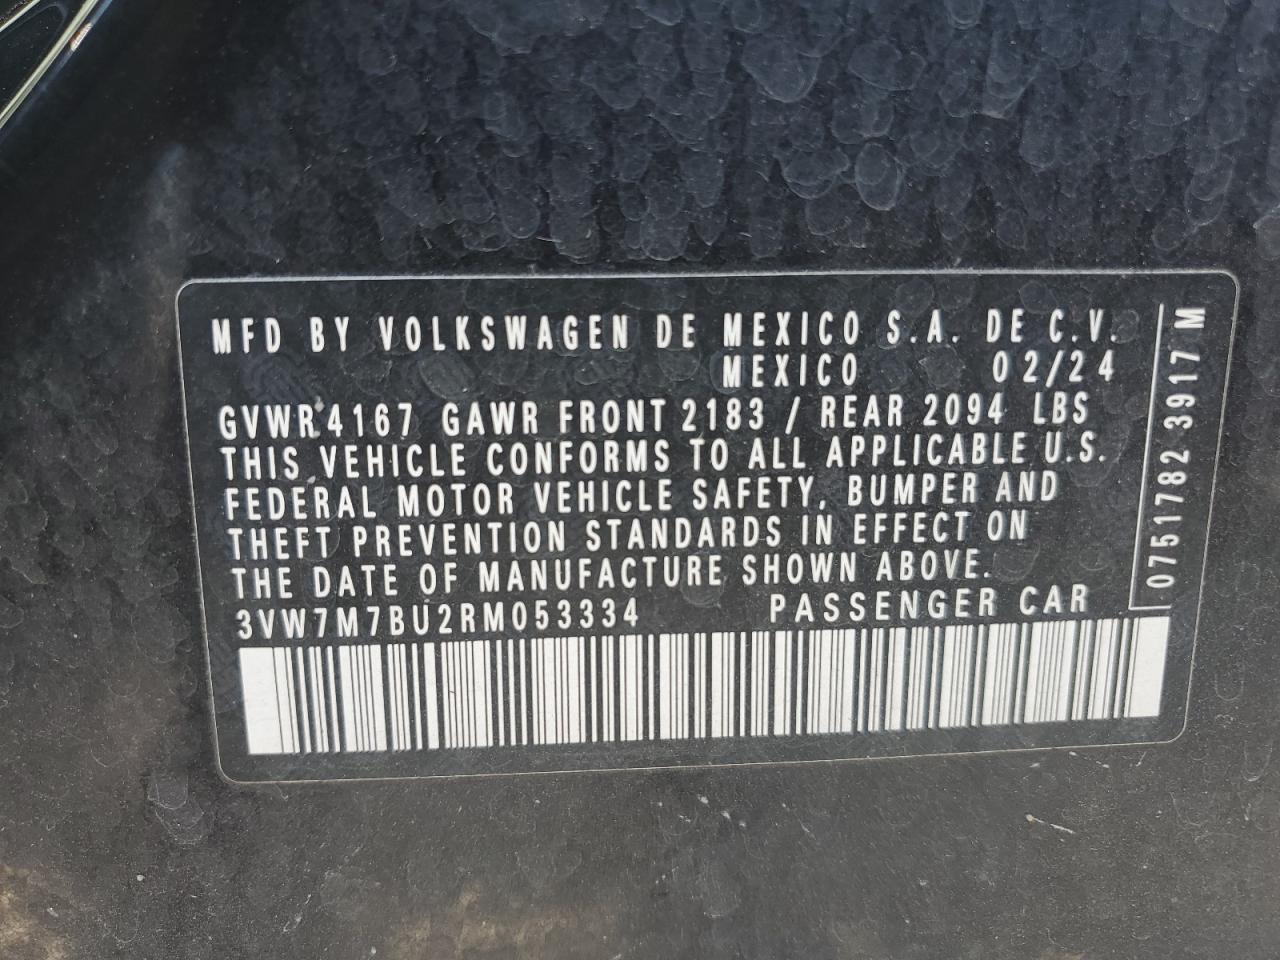 MFD BY VOLKSWAGEN DE MEXICO S.A. DE C.V.
MEXICO 02/24
GVWR 4167 GAWR FRONT 2183 / REAR 2094 LBS
THIS VEHICLE CONFORMS TO ALL APPLICABLE U.S.
FEDERAL MOTOR VEHICLE SAFETY, BUMPER AND
THEFT PREVENTION STANDARDS IN EFFECT ON
THE DATE OF MANUFACTURE SHOWN ABOVE.
3VW7M7BU2RM053334 PASSENGER CAR
0751782 3917 M